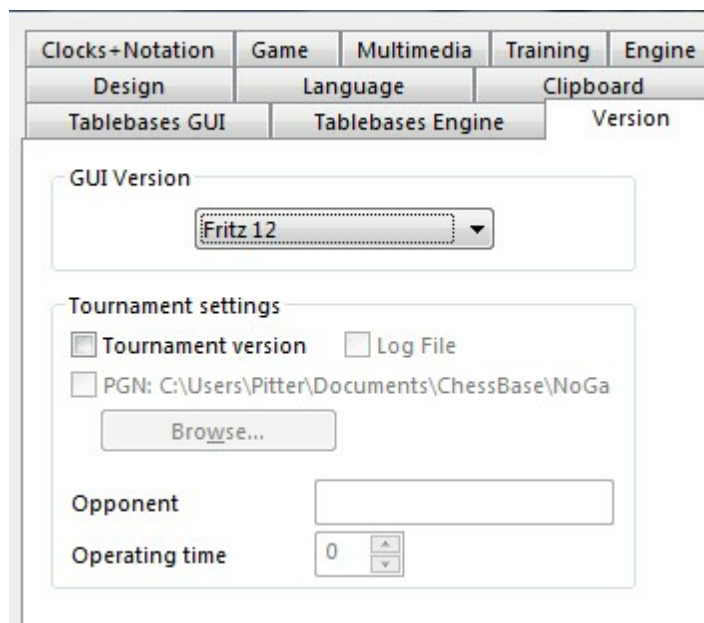 Clocks+Notation Game Multimedia Training Engine
Design Language Clipboard
Tablebases GUI Tablebases Engine Version
GUI Version
Fritz 12
Tournament settings
Tournament version Log File
PGN: C:\Users\Pitter\Documents\ChessBase\NoGa
Browse...
Opponent
Operating time 0